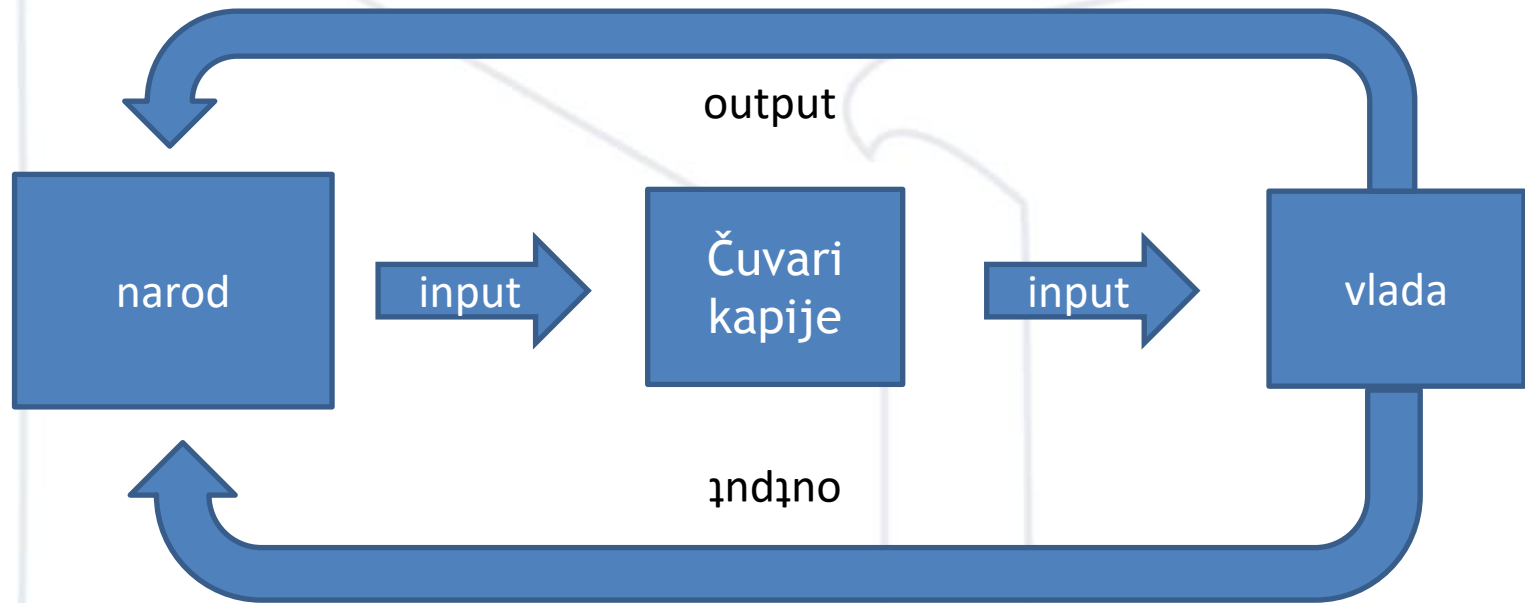 output
narod
input
Čuvari
kapije
input
vlada
output